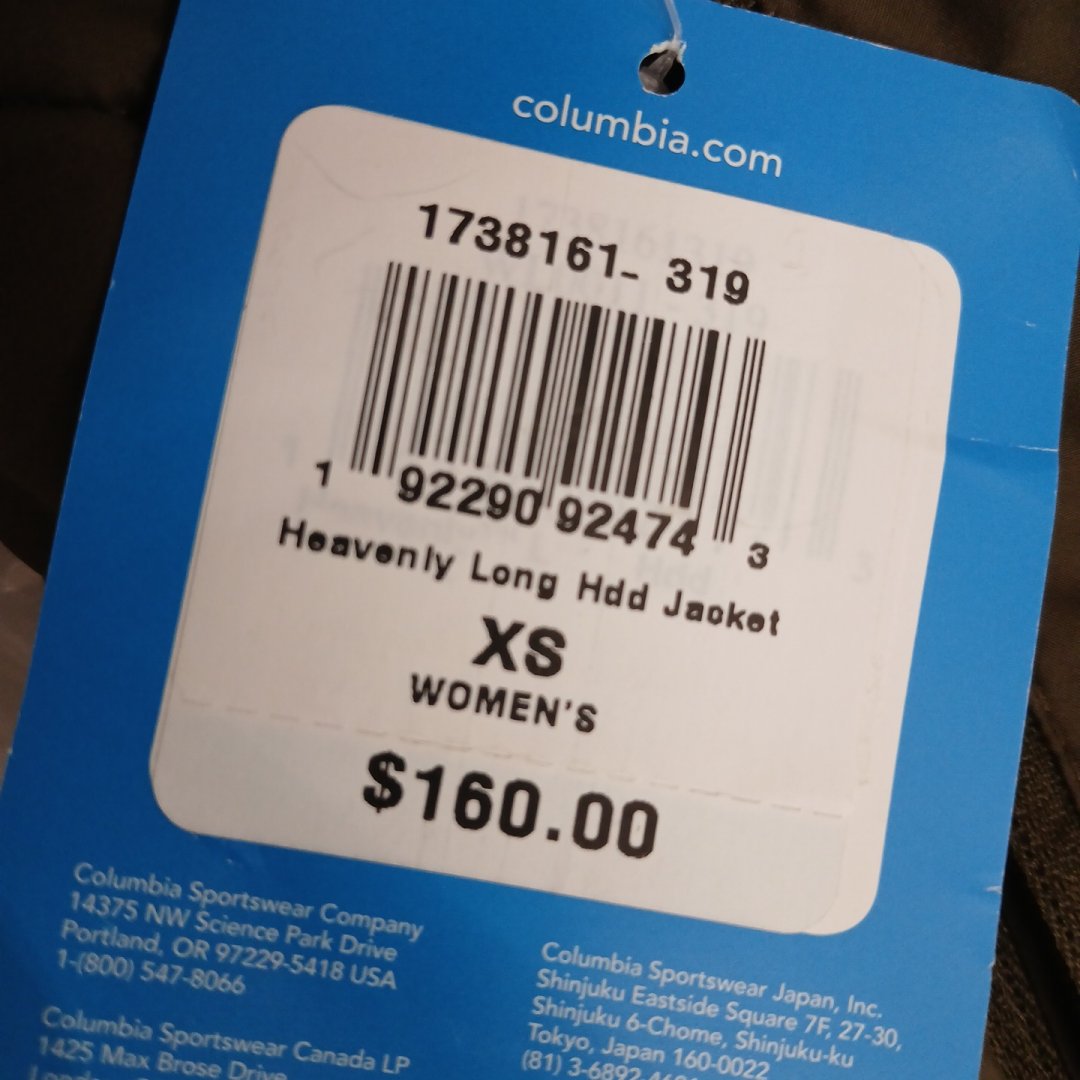 columbia.com
1738161- 319
1 92290 92474 3
Heavenly Long Hdd Jacket
XS
WOMEN'S
$160.00
Columbia Sportswear Company
14375 NW Science Park Drive
Portland, OR 97229-5418 USA
1-(800) 547-8066
Columbia Sportswear Canada LP
1425 Max Brose Drive
Columbia Sportswear Japan, Inc.
Shinjuku Eastside Square 7F, 27-30,
Shinjuku 6-Chome, Shinjuku-ku
Tokyo, Japan 160-0022
(81) 3-6892-